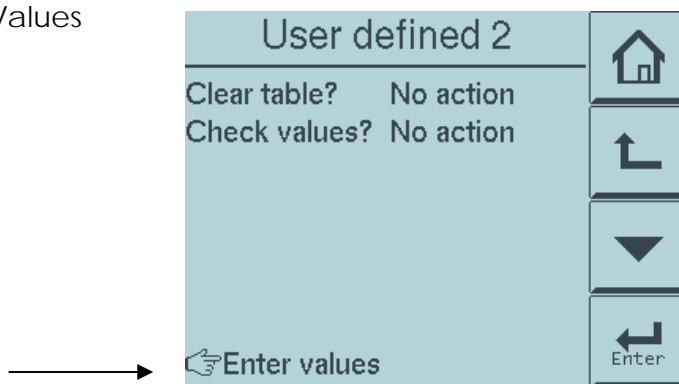 Values
User defined 2
Clear table? No action
Check values? No action
Enter values
Enter